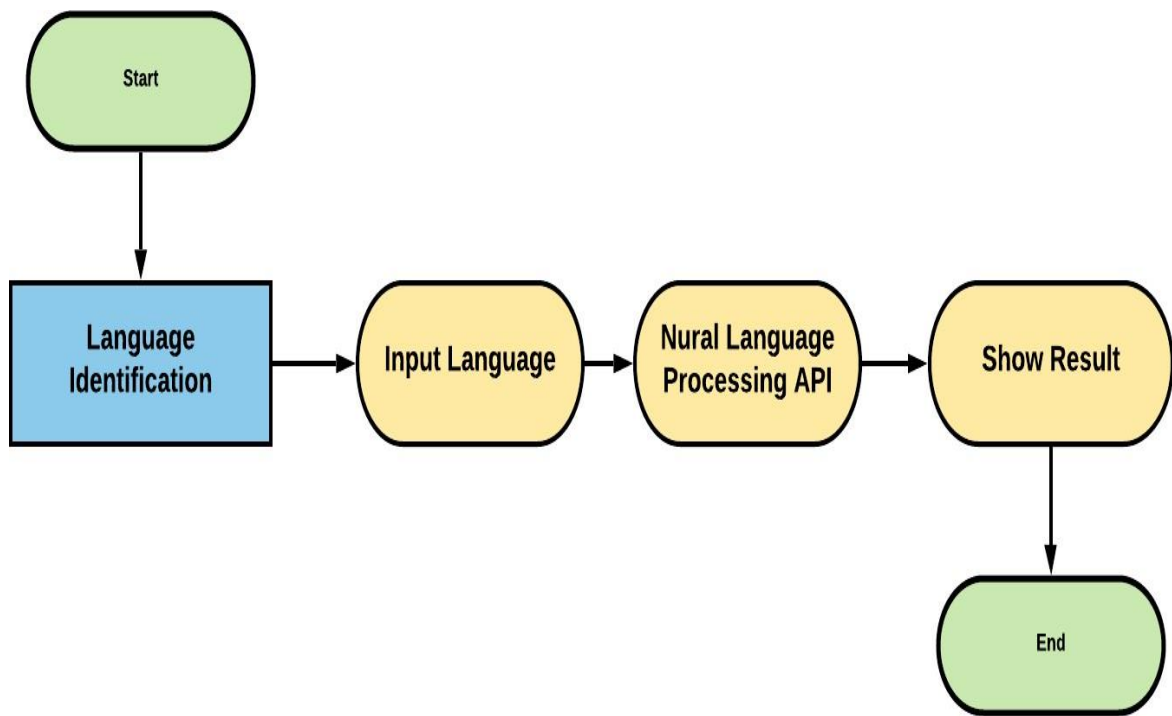 Start
Language
Identification
Input Language
Nural Language
Processing API
Show Result
End